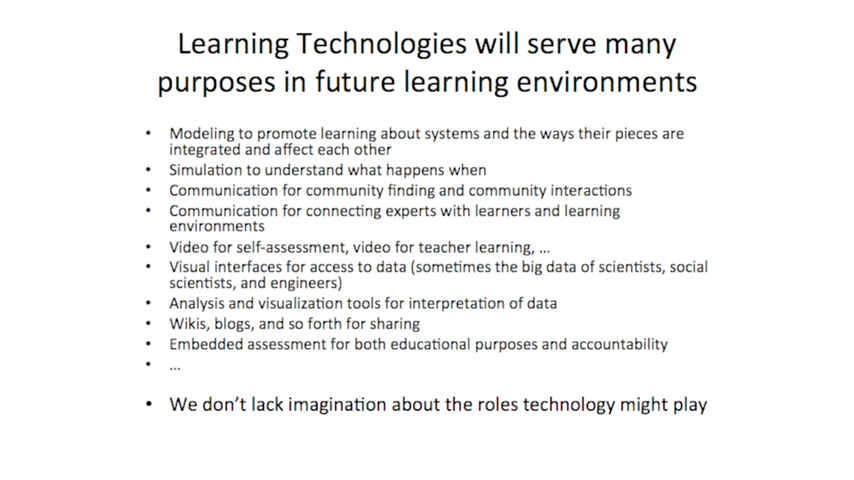 Learning Technologies will serve many
purposes in future learning environments
• Modeling to promote learning about systems and the ways their pieces are
integrated and affect each other
• Simulation to understand what happens when
• Communication for community finding and community interactions
• Communication for connecting experts with learners and learning
environments
• Video for self-assessment, video for teacher learning, …
• Visual interfaces for access to data (sometimes the big data of scientists, social
scientists, and engineers)
• Analysis and visualization tools for interpretation of data
• Wikis, blogs, and so forth for sharing
• Embedded assessment for both educational purposes and accountability
• …
• We don’t lack imagination about the roles technology might play